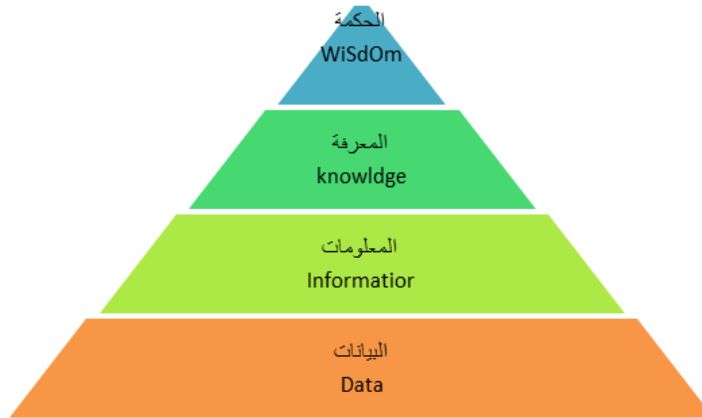 الحكمة
WiSdOm
المعرفة
knowldge
المعلومات
Informatior
البيانات
Data